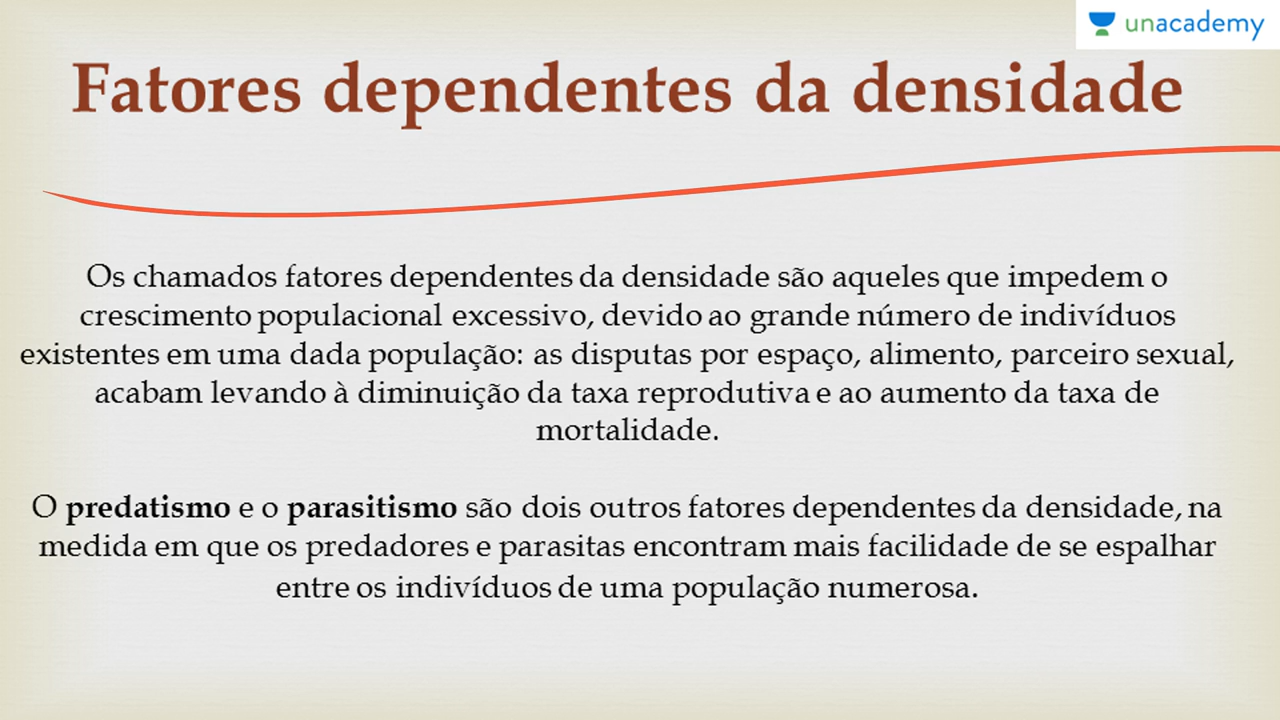 unacademy
Fatores dependentes da densidade
Os chamados fatores dependentes da densidade são aqueles que impedem o
crescimento populacional excessivo, devido ao grande número de indivíduos
existentes em uma dada população: as disputas por espaço, alimento, parceiro sexual,
acabam levando à diminuição da taxa reprodutiva e ao aumento da taxa de
mortalidade.
O predatismo e o parasitismo são dois outros fatores dependentes da densidade, na
medida em que os predadores e parasitas encontram mais facilidade de se espalhar
entre os indivíduos de uma população numerosa.